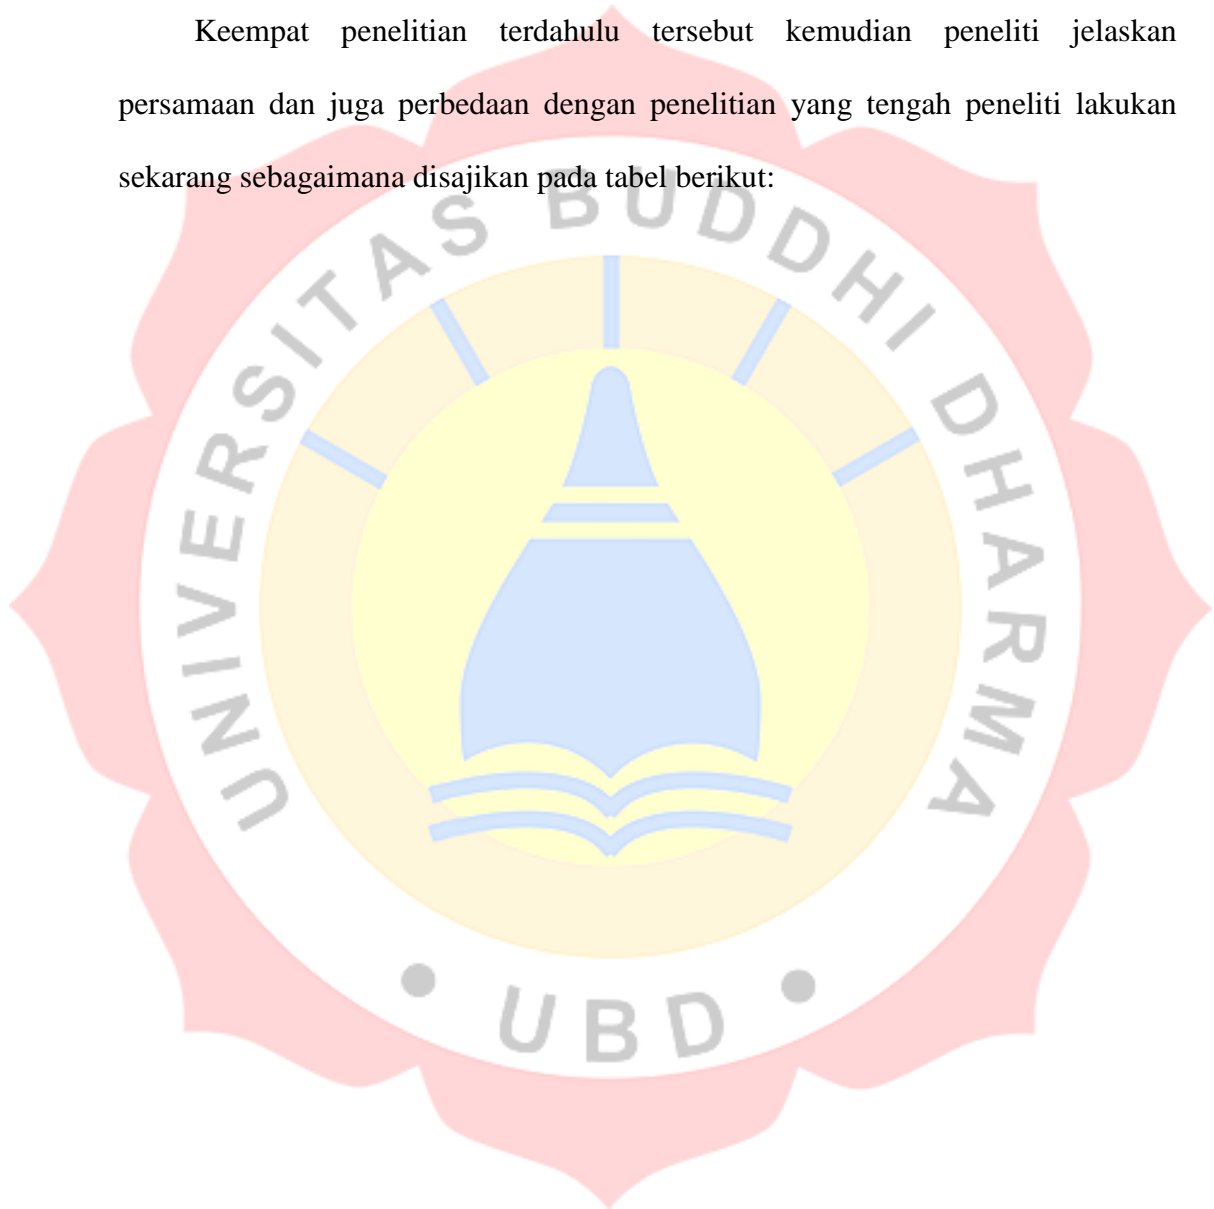 Keempat penelitian terdahulu tersebut kemudian peneliti jelaskan
persamaan dan juga perbedaan dengan penelitian yang tengah peneliti lakukan
sekarang sebagaimana disajikan pada tabel berikut:
UNIVERSITAS BUDDHI DHARMA
• UBD •